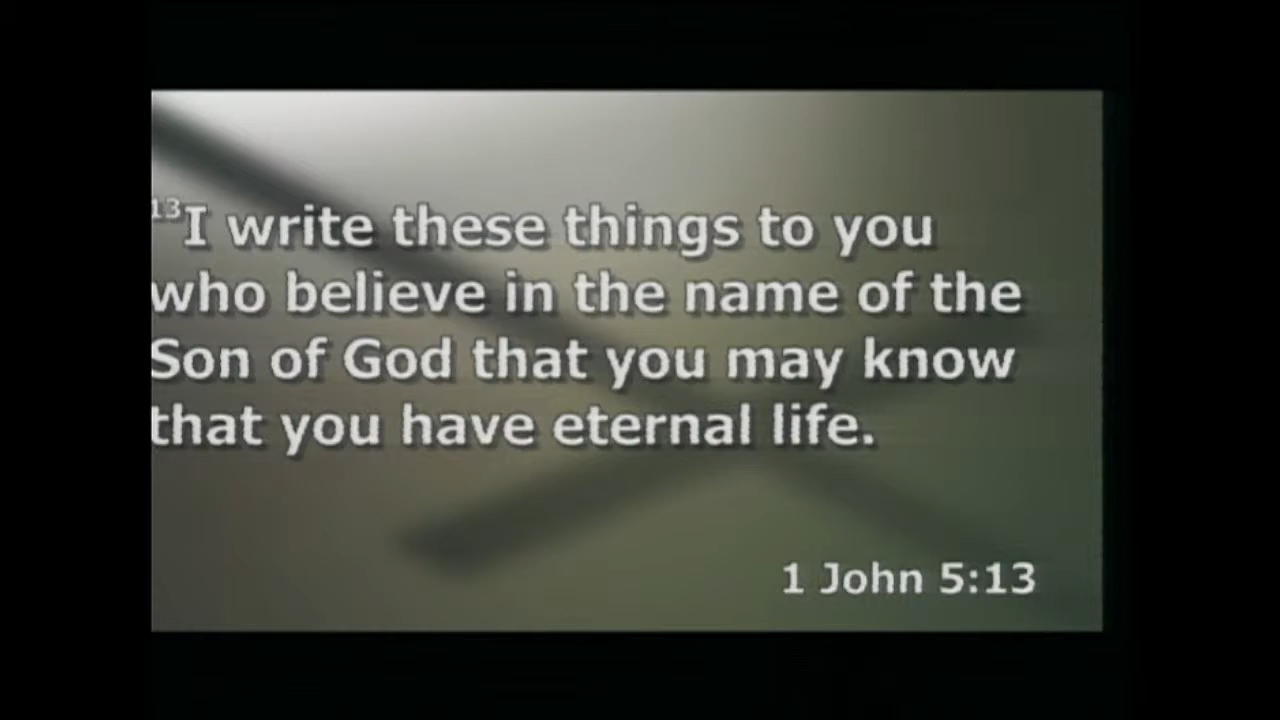 13I write these things to you
who believe in the name of the
Son of God that you may know
that you have eternal life.
1 John 5:13